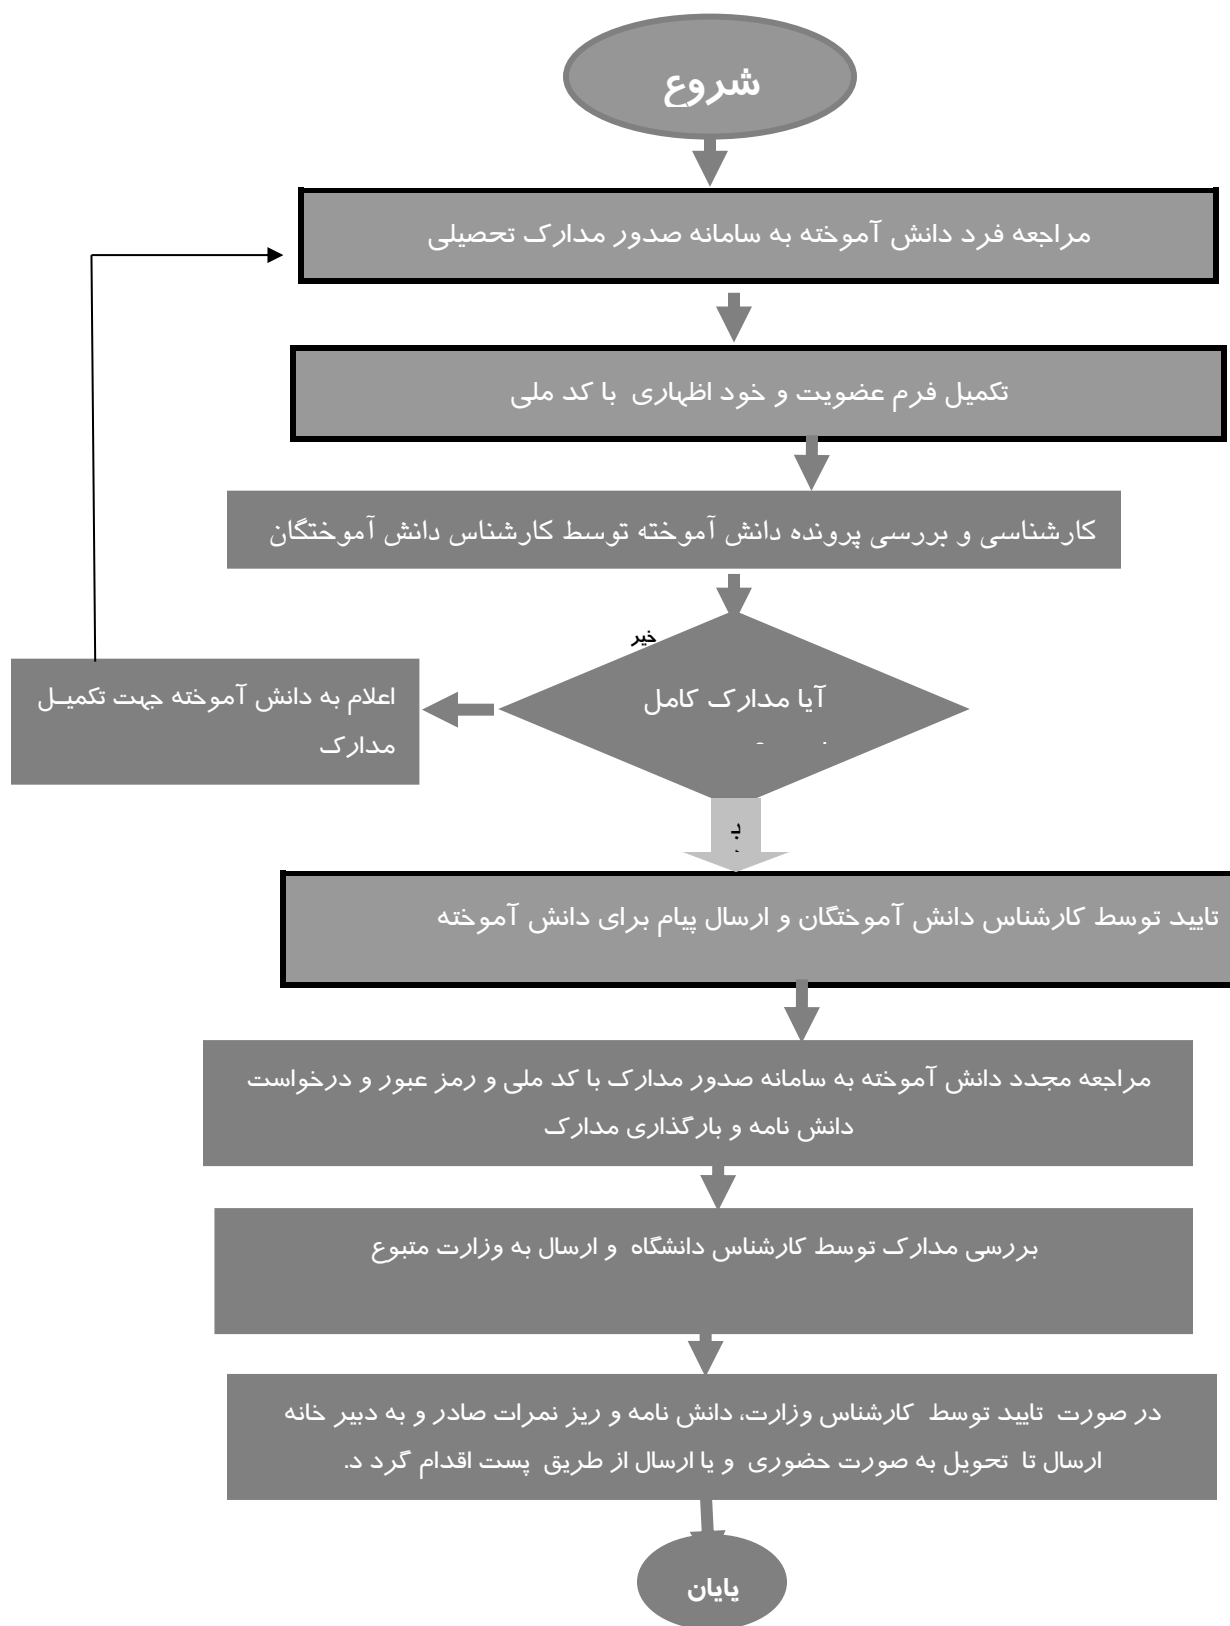 شروع
مراجعه فرد دانش آموخته به سامانه صدور مدارک تحصیلی
تکمیل فرم عضویت و خود اظهاری با کد ملی
کارشناسی و بررسی پرونده دانش آموخته توسط کارشناس دانش آموختگان
خیر
آیا مدارک کامل
اعلام به دانش آموخته جهت تکمیـل
مدارک
تایید توسط کارشناس دانش آموختگان و ارسال پیام برای دانش آموخته
مراجعه مجدد دانش آموخته به سامانه صدور مدارک با کد ملی و رمز عبور و درخواست
دانش نامه و بارگذاری مدارک
بررسی مدارک توسط کارشناس دانشگاه و ارسال به وزارت متبوع
در صورت تایید توسط کارشناس وزارت، دانش نامه و ریز نمرات صادر و به دبیر خانه
ارسال تا تحویل به صورت حضوری و یا ارسال از طریق پست اقدام گرد د.
پایان